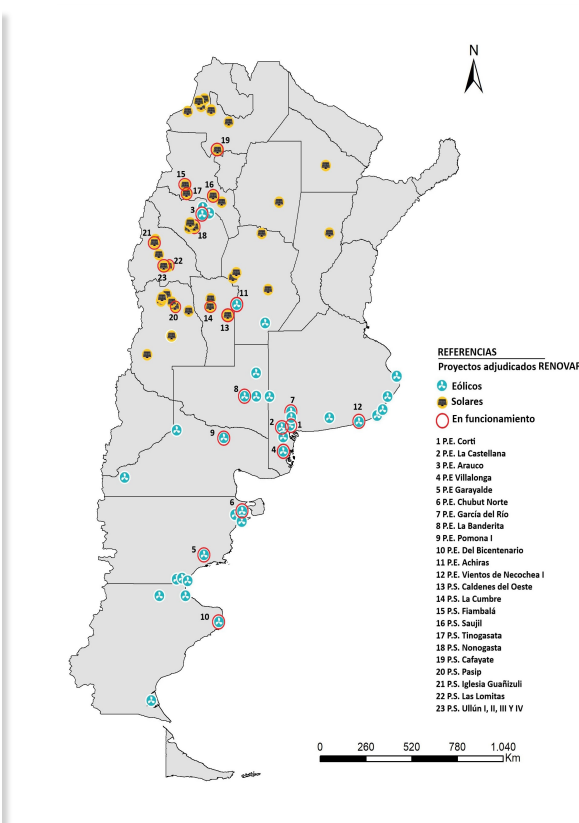 N
19
15
17
16
3
18
21
22
23
20
14
11
13
8
7
12
2
1
9
4
6
5
10
REFERENCIAS
Proyectos adjudicados RENOVAR
Eólicos
Solares
En funcionamiento
1 P.E. Corti
2 P.E. La Castellana
3 P.E. Arauco
4 P.E Villalonga
5 P.E Garayalde
6 P.E. Chubut Norte
7 P.E. García del Río
8 P.E. La Banderita
9 P.E. Pomona I
10 P.E. Del Bicentenario
11 P.E. Achiras
12 P.E. Vientos de Necochea I
13 P.S. Caldenes del Oeste
14 P.S. La Cumbre
15 P.S. Fiambalá
16 P.S. Saujil
17 P.S. Tinogasata
18 P.S. Nonogasta
19 P.S. Cafayate
20 P.S. Pasip
21 P.S. Iglesia Guañizuli
22 P.S. Las Lomitas
23 P.S. Ullún I, II, III Y IV
0 260 520 780 1.040
Km